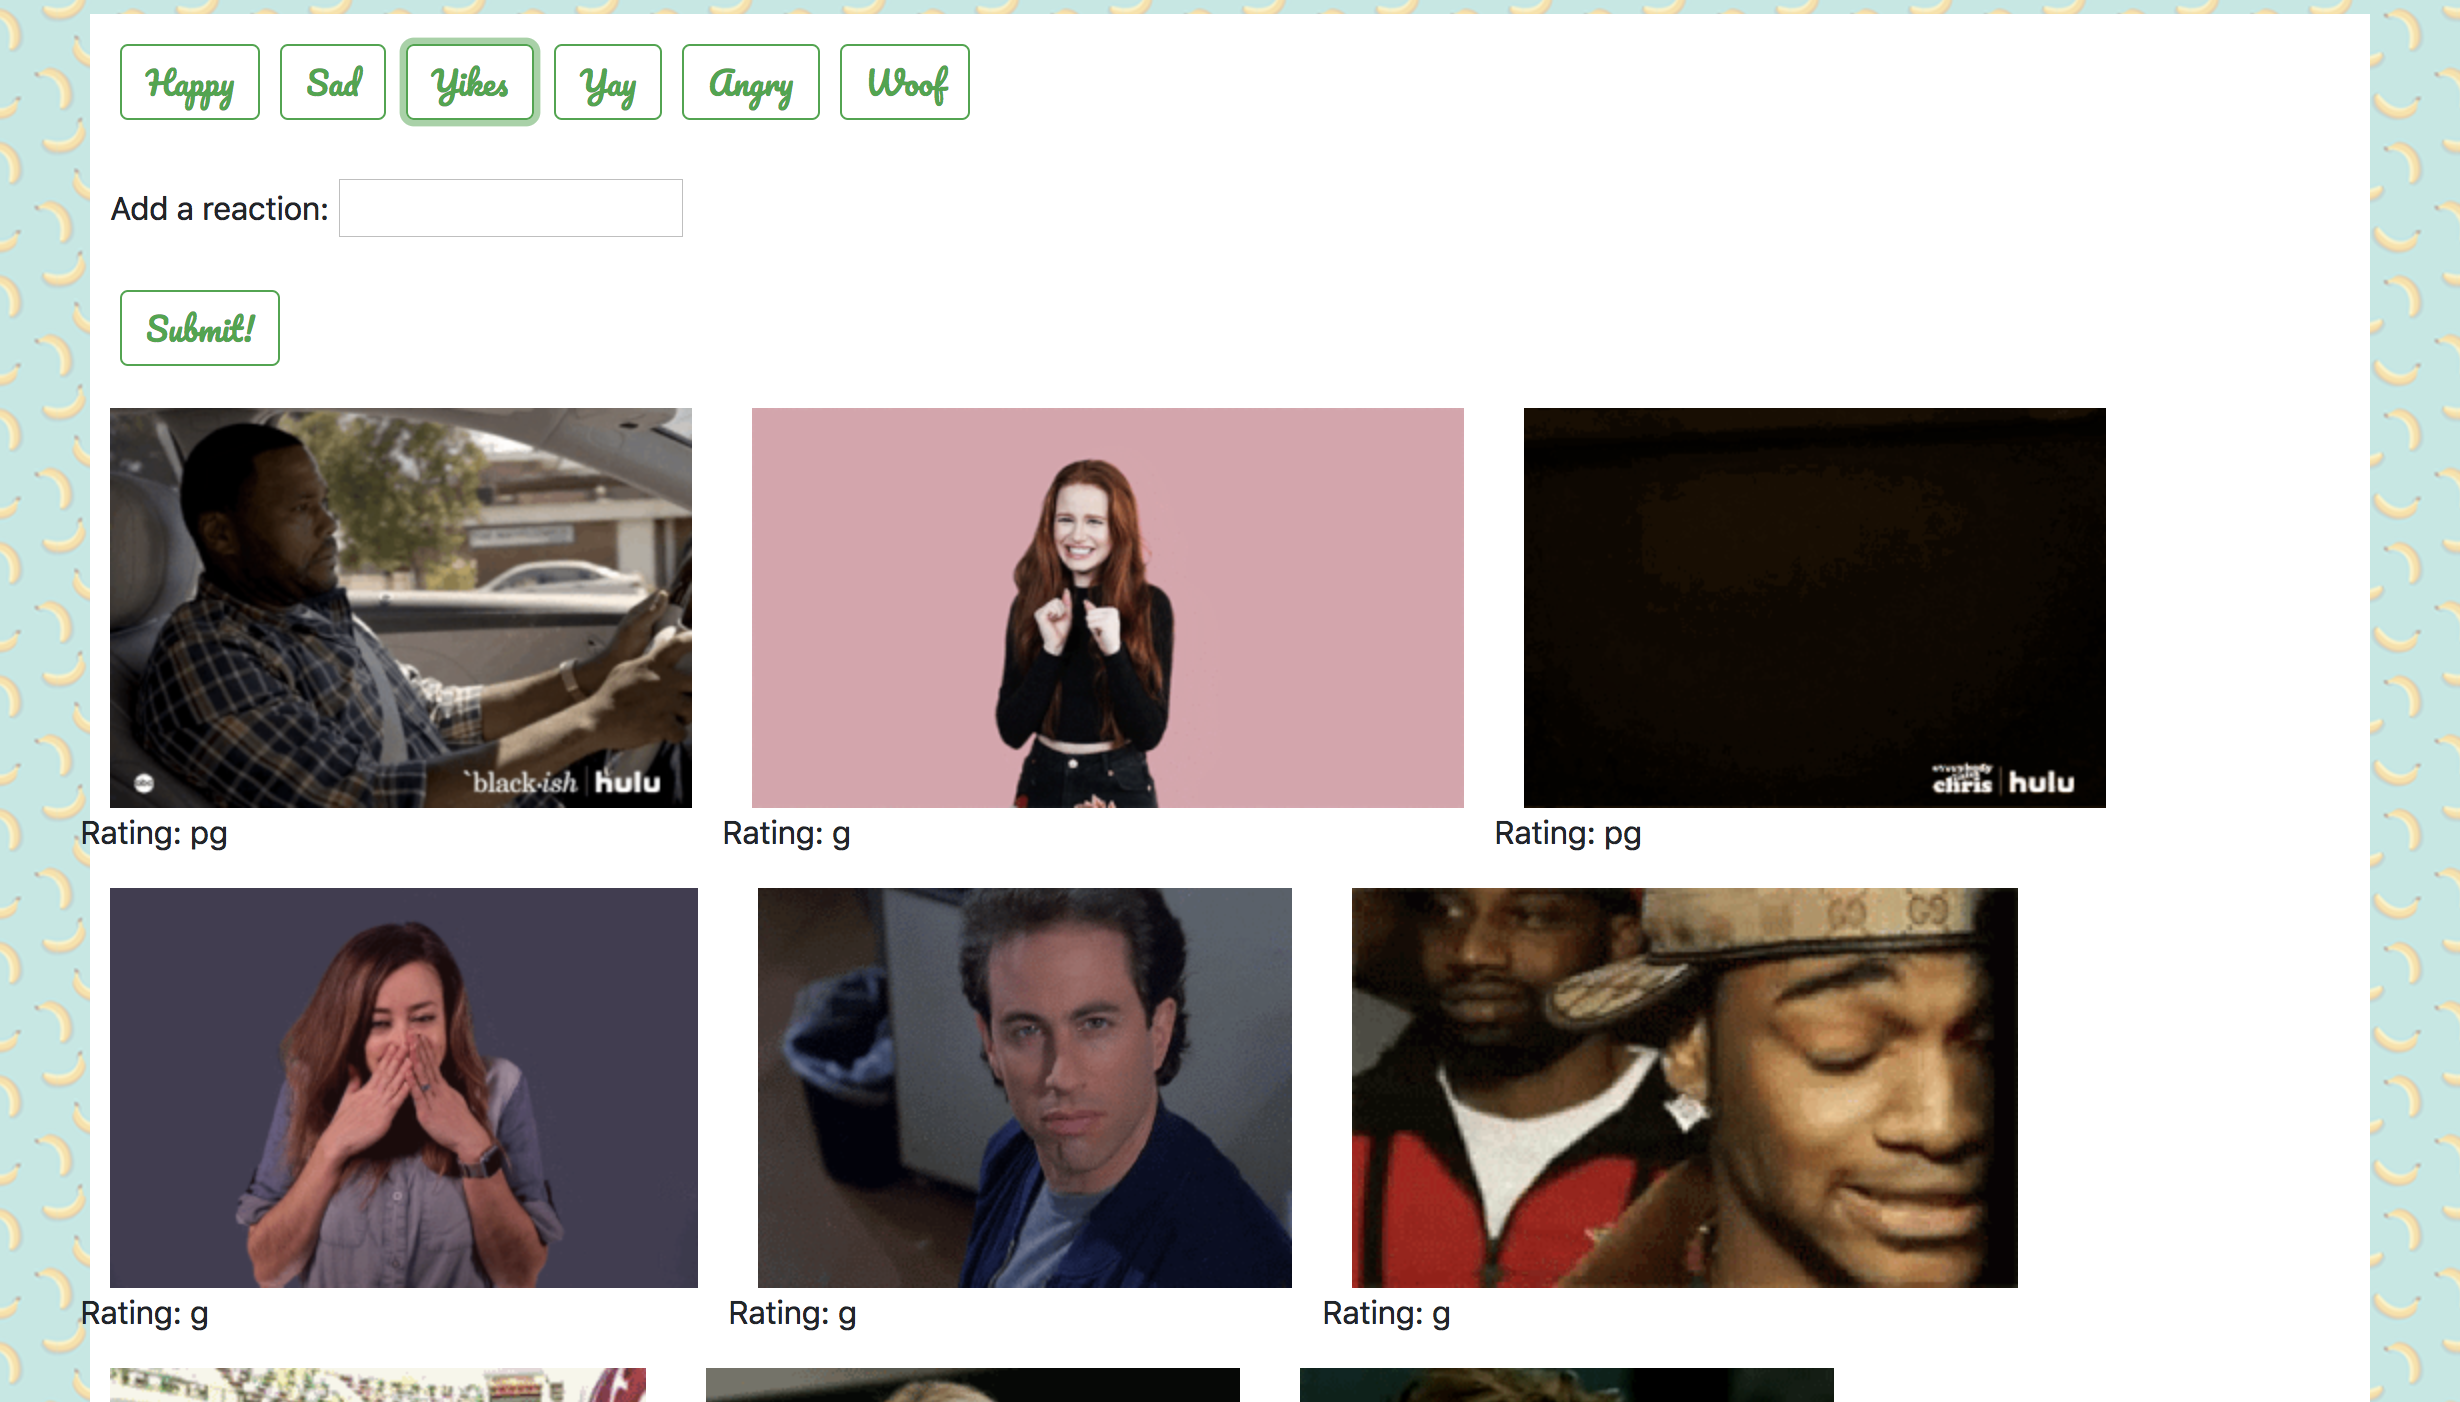 Happy Sad Yikes Yay Angry Woof
Add a reaction:
Submit!
`black-ish hulu
everybody
chris hulu
Rating: pg Rating: g Rating: pg
Rating: g Rating: g Rating: g